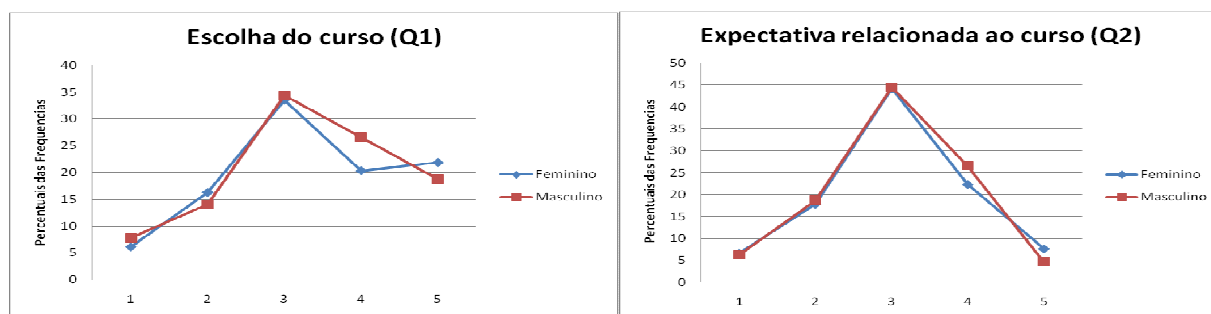 Escolha do curso (Q1)
Percentuais das Frequencias
40
35
30
25
20
15
10
5
0
1 2 3 4 5
Feminino
Masculino
Expectativa relacionada ao curso (Q2)
Percentuais das Frequencias
50
45
40
35
30
25
20
15
10
5
0
1 2 3 4 5
Feminino
Masculino